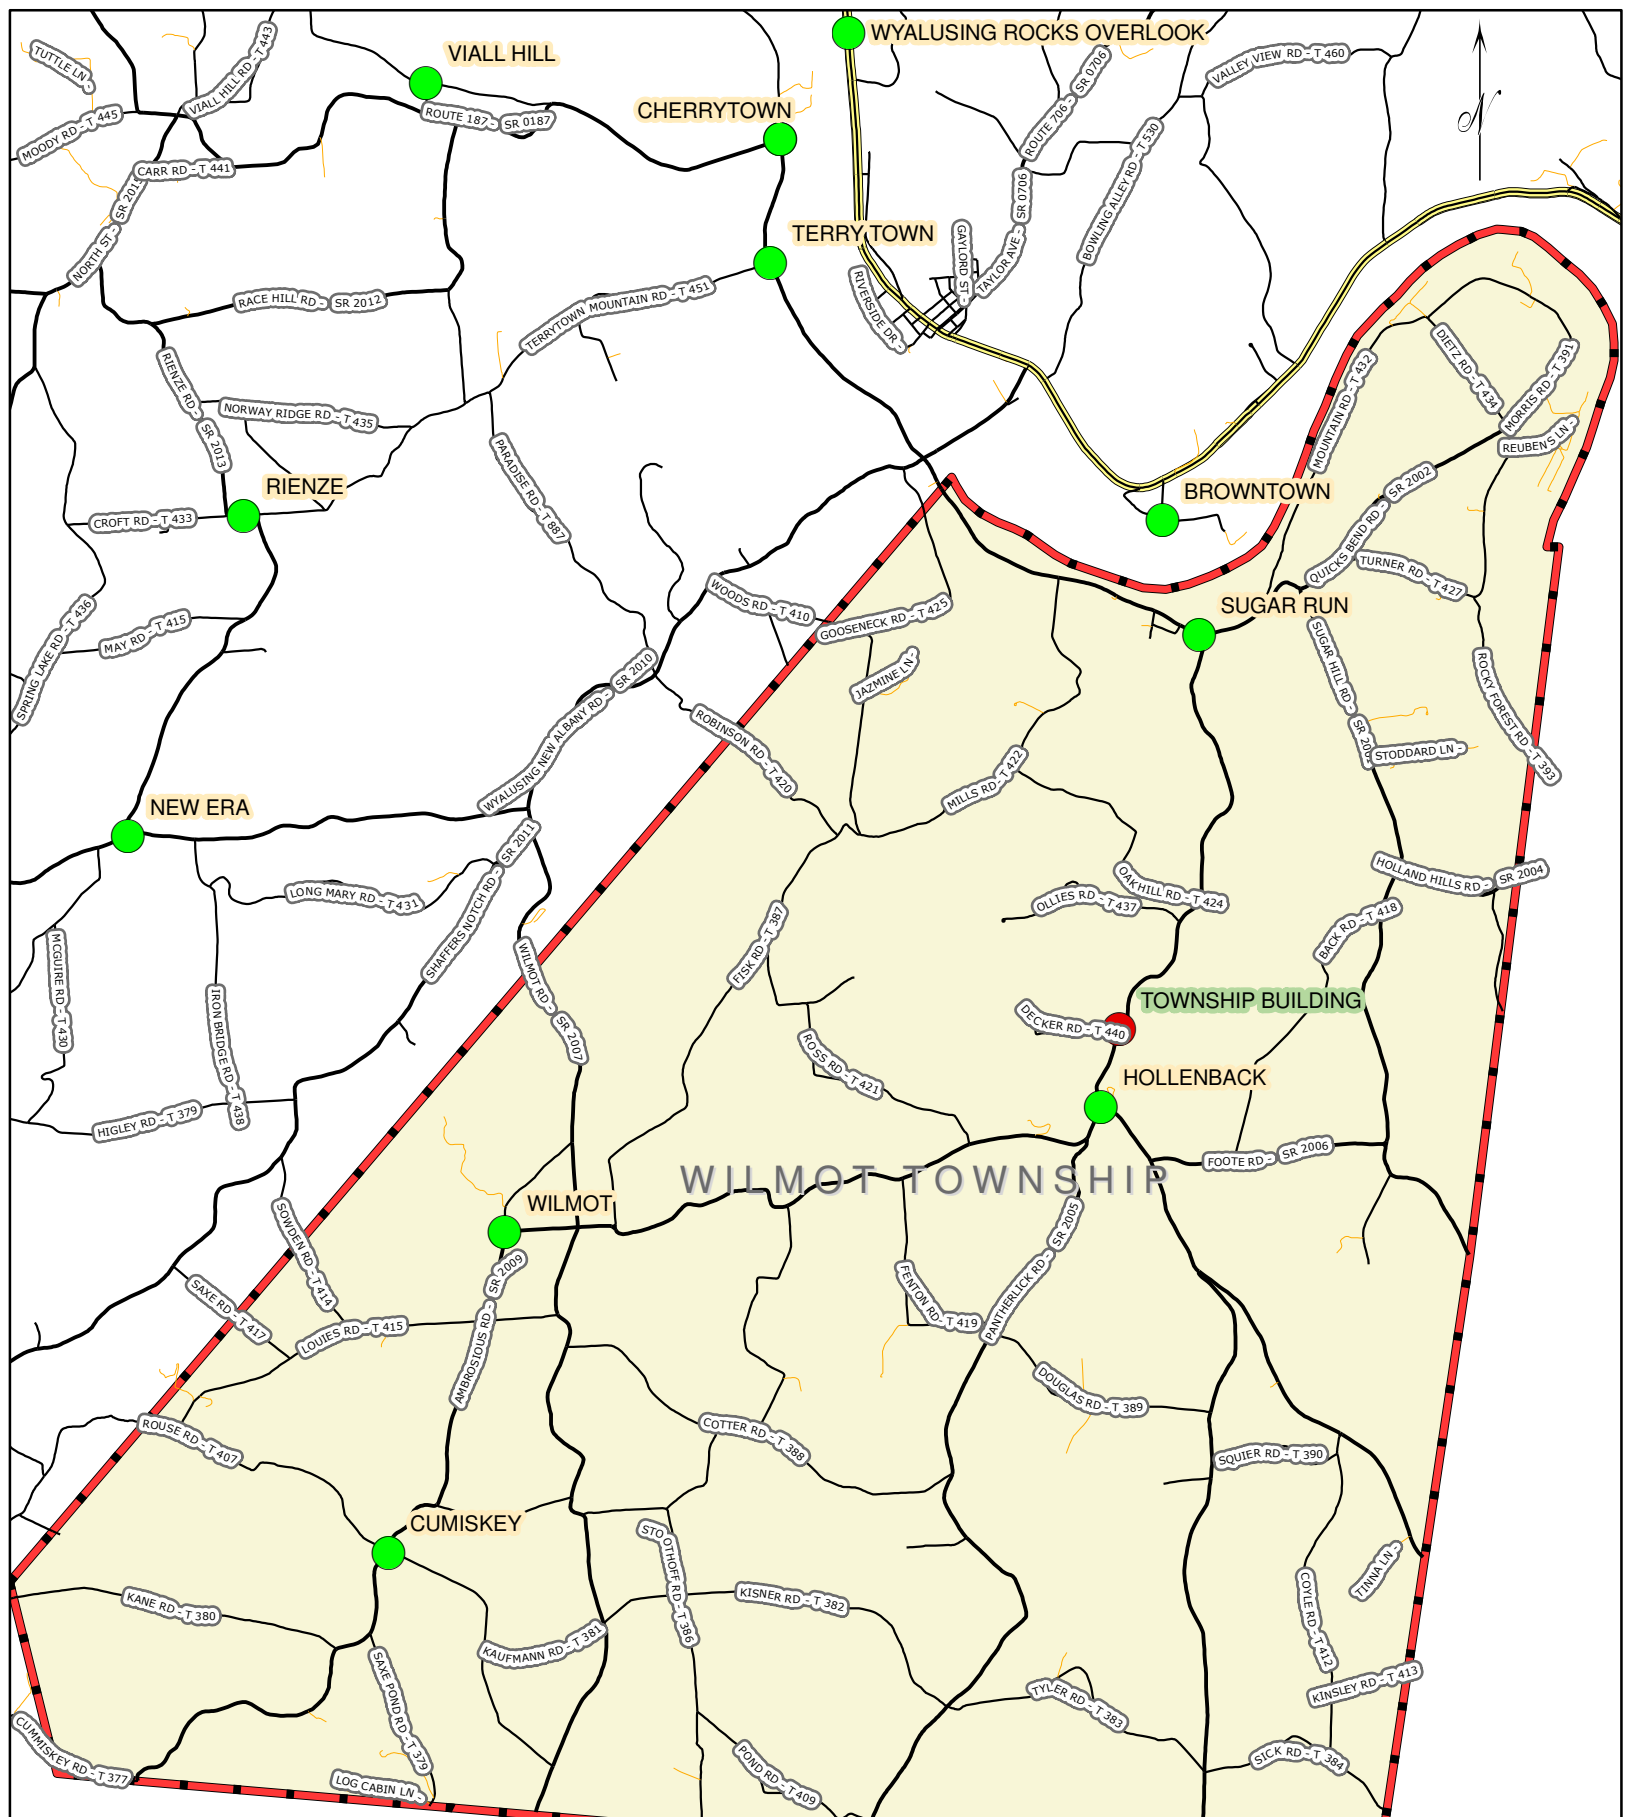 WYALUSING ROCKS OVERLOOK
VIALL HILL
TUTTLE LN -
VIALL HILL RD - T 443
VALLEY VIEW RD - T 460
ROUTE 706 - SR 0706
N
CHERRYTOWN
ROUTE 187 - SR 0187
MOODY RD - T 445
CARR RD - T 441
BOWLING ALLEY RD - T 530
NORTH ST - SR 2015
TAYLOR AVE - SR 0706
GAYLORD ST -
TERRY TOWN
RIVERSIDE DR -
RACE HILL RD - SR 2012
TERRYTOWN MOUNTAIN RD - T 451
RIENZE RD - SR 2013
NORWAY RIDGE RD - T 435
MOUNTAIN RD - T 432
DIETZ RD - T 434
MORRIS RD - T 391
REUBENS LN -
PARADISE RD - T 887
RIENZE
BROWNTOWN
CROFT RD - T 433
QUICKS BEND RD - SR 2002
TURNER RD - T 427
WOODS RD - T 410
GOOSENECK RD - T 425
SUGAR RUN
SPRING LAKE RD - T 436
MAY RD - T 415
JAZMINE LN -
SUGAR HILL RD -
STODDARD LN -
ROCKY FOREST RD - T 393
WYALUSING NEW ALBANY RD - SR 2010
ROBINSON RD - T 420
MILLS RD - T 422
NEW ERA
SHAFFERS NOTCH RD - SR 2011
HOLLAND HILLS RD - SR 2004
LONG MARY RD - T 431
OLLIES RD - T 437
OAKHILL RD - T 424
BACK RD - T 418
FISK RD - T 387
MCGUIRE RD - T 430
IRON BRIDGE RD - T 438
WILMOT RD - SR 2007
TOWNSHIP BUILDING
DECKER RD - T 440
ROSS RD - T 421
HOLLENBACK
HIGLEY RD - T 379
FOOTE RD - SR 2006
WILMOT TOWNSHIP
WILMOT
SOWDEN RD - T 414
AMBROSIOUS RD - SR 2009
PANTHERLICK RD - SR 2005
FENTON RD - T 419
SAXE RD - T 417
LOUIES RD - T 415
DOUGLAS RD - T 389
ROUSE RD - T 407
COTTER RD - T 388
SQUIER RD - T 390
CUMISKEY
STOOTHOFF RD - T 386
TINNA LN -
KANE RD - T 380
KISNER RD - T 382
COYLE RD - T 412
KAUFMANN RD - T 381
SAXE POND RD - T 379
KINSLEY RD - T 413
TYLER RD - T 383
CUMMISKEY RD - T 377
LOG CABIN LN -
POND RD - T 409
SICK RD - T 384